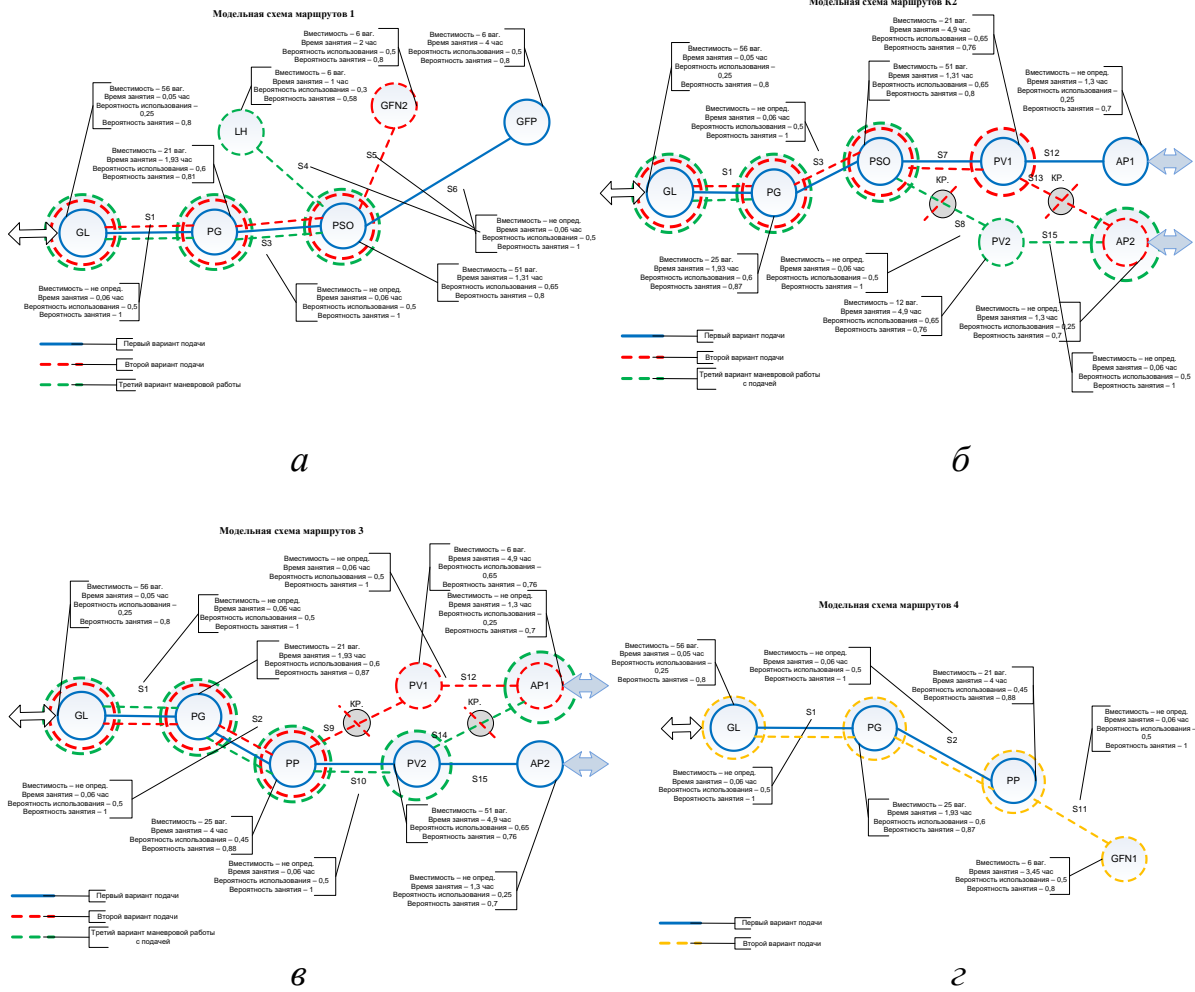 Модельная схема маршрутов 1
Вместимость – 6 ваг.
Время занятия – 2 час
Вероятность использования – 0,5
Вероятность занятия – 0,8
Вместимость – 6 ваг.
Время занятия – 4 час
Вероятность использования – 0,5
Вероятность занятия – 0,8
Вместимость – 6 ваг.
Время занятия – 1 час
Вероятность использования – 0,3
Вероятность занятия – 0,58
Вместимость – 56 ваг.
Время занятия – 0,05 час
Вероятность использования –
0,25
Вероятность занятия – 0,8
Вместимость – 21 ваг.
Время занятия – 1,93 час
Вероятность использования – 0,6
Вероятность занятия – 0,81
LH
GFN2
GFP
S4
S5
S6
GL
S1
PG
S3
PSO
Вместимость – не опред.
Время занятия – 0,06 час
Вероятность использования – 0,5
Вероятность занятия – 1
Вместимость – 51 ваг.
Время занятия – 1,31 час
Вероятность использования – 0,65
Вероятность занятия – 0,8
Вместимость – не опред.
Время занятия – 0,06 час
Вероятность использования – 0,5
Вероятность занятия – 1
Вместимость – не опред.
Время занятия – 0,06 час
Вероятность использования – 0,5
Вероятность занятия – 1
Первый вариант подачи
Второй вариант подачи
Третий вариант маневровой работы
с подачей
а
Модельная схема маршрутов К2
Вместимость – 21 ваг.
Время занятия – 4,9 час
Вероятность использования – 0,65
Вероятность занятия – 0,76
Вместимость – 56 ваг.
Время занятия – 0,05 час
Вероятность использования –
0,25
Вероятность занятия – 0,8
Вместимость – 51 ваг.
Время занятия – 1,31 час
Вероятность использования – 0,65
Вероятность занятия – 0,8
Вместимость – не опред.
Время занятия – 1,3 час
Вероятность использования –
0,25
Вероятность занятия – 0,7
Вместимость – не опред.
Время занятия – 0,06 час
Вероятность использования – 0,5
Вероятность занятия – 1
GL
S1
PG
S3
PSO
S7
PV1
S12
AP1
S13
КР.
КР.
S8
PV2
S15
AP2
Вместимость – 25 ваг.
Время занятия – 1,93 час
Вероятность использования – 0,6
Вероятность занятия – 0,87
Вместимость – не опред.
Время занятия – 0,06 час
Вероятность использования – 0,5
Вероятность занятия – 1
Вместимость – 12 ваг.
Время занятия – 4,9 час
Вероятность использования – 0,65
Вероятность занятия – 0,76
Вместимость – не опред.
Время занятия – 1,3 час
Вероятность использования – 0,25
Вероятность занятия – 0,7
Вместимость – не опред.
Время занятия – 0,06 час
Вероятность использования – 0,5
Вероятность занятия – 1
Первый вариант подачи
Второй вариант подачи
Третий вариант маневровой работы
с подачей
б
Модельная схема маршрутов 3
Вместимость – не опред.
Время занятия – 0,06 час
Вероятность использования – 0,5
Вероятность занятия – 1
Вместимость – 6 ваг.
Время занятия – 4,9 час
Вероятность использования –
0,65
Вероятность занятия – 0,76
Вместимость – 56 ваг.
Время занятия – 0,05 час
Вероятность использования –
0,25
Вероятность занятия – 0,8
Вместимость – не опред.
Время занятия – 0,06 час
Вероятность использования – 0,5
Вероятность занятия – 1
Вместимость – не опред.
Время занятия – 1,3 час
Вероятность использования –
0,25
Вероятность занятия – 0,7
Вместимость – 21 ваг.
Время занятия – 1,93 час
Вероятность использования – 0,6
Вероятность занятия – 0,87
GL
S1
PG
S2
PP
S9
КР.
PV1
S12
AP1
КР.
S14
PV2
S10
S15
AP2
Вместимость – не опред.
Время занятия – 0,06 час
Вероятность использования – 0,5
Вероятность занятия – 1
Вместимость – 25 ваг.
Время занятия – 4 час
Вероятность использования – 0,45
Вероятность занятия – 0,88
Вместимость – 51 ваг.
Время занятия – 4,9 час
Вероятность использования – 0,65
Вероятность занятия – 0,76
Вместимость – не опред.
Время занятия – 0,06 час
Вероятность использования – 0,5
Вероятность занятия – 1
Вместимость – не опред.
Время занятия – 1,3 час
Вероятность использования – 0,25
Вероятность занятия – 0,7
Первый вариант подачи
Второй вариант подачи
Третий вариант маневровой работы
с подачей
в
Модельная схема маршрутов 4
Вместимость – 56 ваг.
Время занятия – 0,05 час
Вероятность использования –
0,25
Вероятность занятия – 0,8
Вместимость – не опред.
Время занятия – 0,06 час
Вероятность использования – 0,5
Вероятность занятия – 1
Вместимость – 21 ваг.
Время занятия – 4 час
Вероятность использования – 0,45
Вероятность занятия – 0,88
Вместимость – не опред.
Время занятия – 0,06 час
Вероятность использования –
0,5
Вероятность занятия – 1
GL
S1
PG
S2
PP
S11
GFN1
Вместимость – не опред.
Время занятия – 0,06 час
Вероятность использования – 0,5
Вероятность занятия – 1
Вместимость – 25 ваг.
Время занятия – 1,93 час
Вероятность использования – 0,6
Вероятность занятия – 0,87
Вместимость – 6 ваг.
Время занятия – 3,45 час
Вероятность использования – 0,5
Вероятность занятия – 0,8
Первый вариант подачи
Второй вариант подачи
г